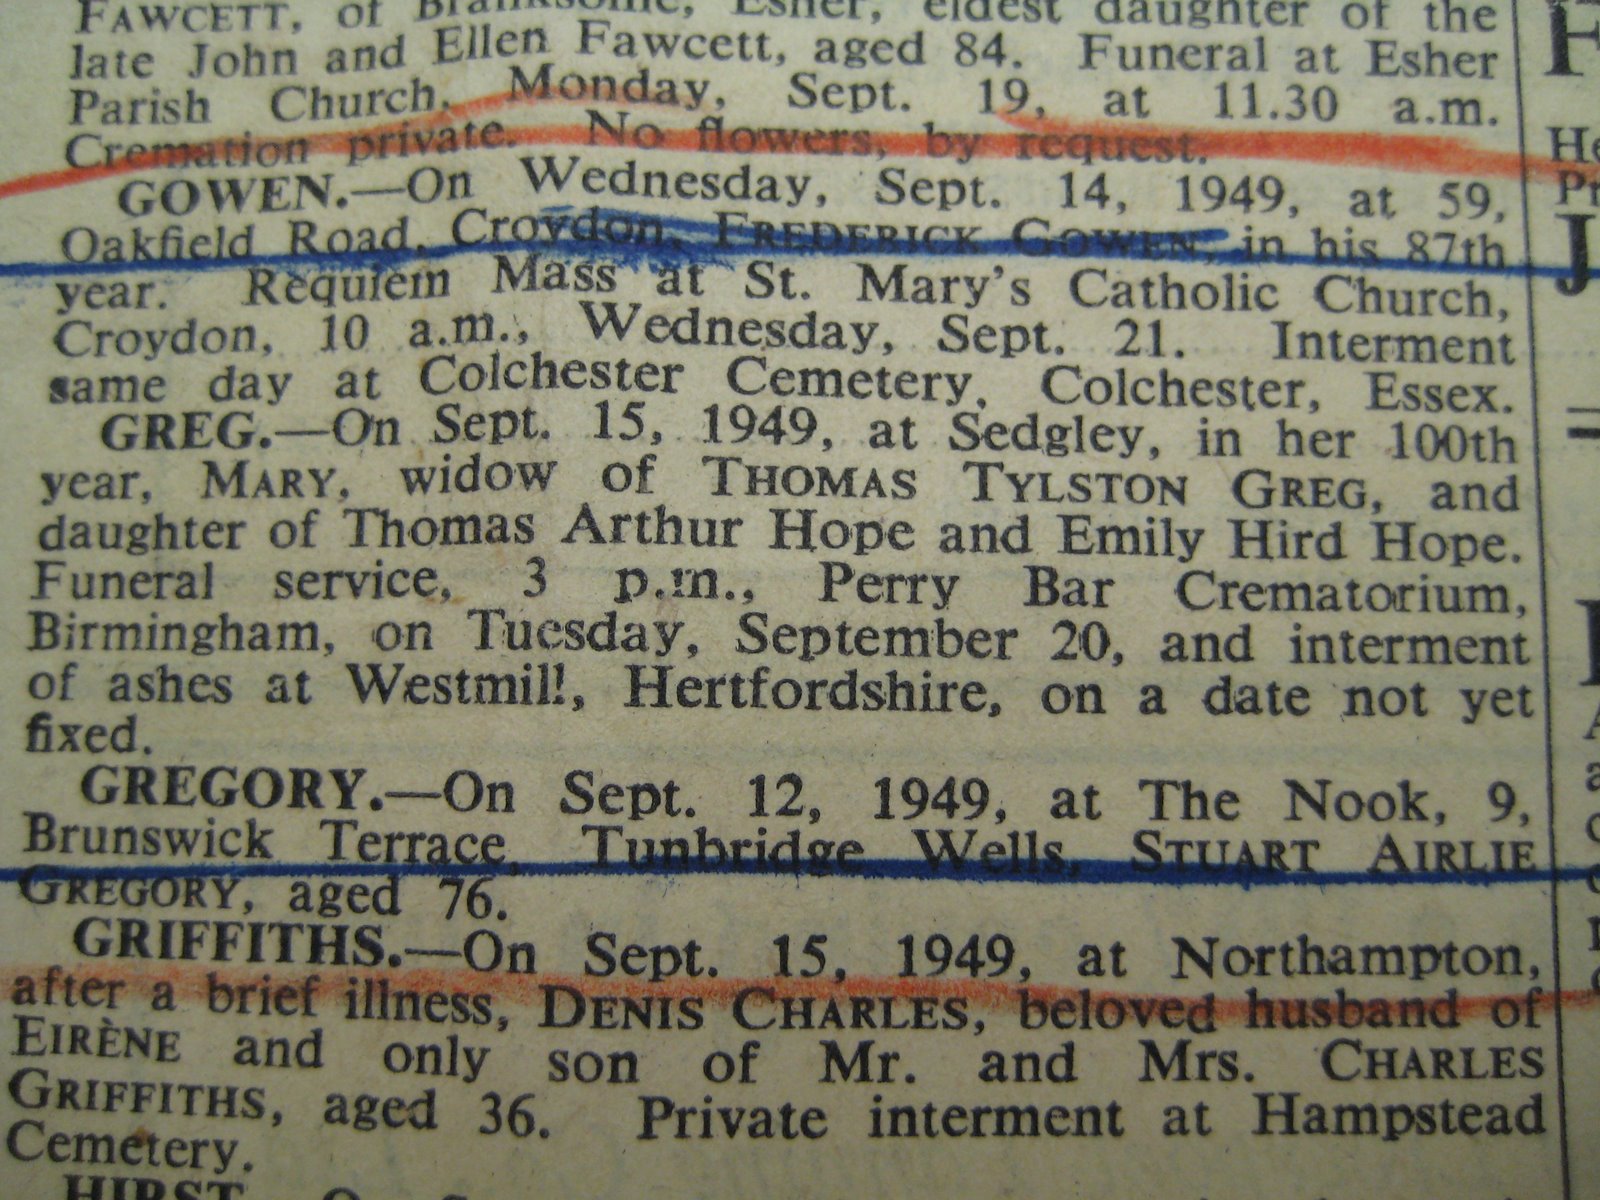 FAWCETT, of Branksome, Esher, eldest daughter of the
late John and Ellen Fawcett, aged 84. Funeral at Esher
Parish Church, Monday, Sept. 19, at 11.30 a.m.
Cremation private. No flowers, by request.
GOWEN.—On Wednesday, Sept. 14, 1949, at 59,
Oakfield Road, Croydon, FREDERICK GOWEN, in his 87th
year. Requiem Mass at St. Mary's Catholic Church,
Croydon, 10 a.m., Wednesday, Sept. 21. Interment
same day at Colchester Cemetery, Colchester, Essex.
GREG.—On Sept. 15, 1949, at Sedgley, in her 100th
year, MARY, widow of THOMAS TYLSTON GREG, and
daughter of Thomas Arthur Hope and Emily Hird Hope.
Funeral service, 3 p.m., Perry Bar Crematorium,
Birmingham, on Tuesday, September 20, and interment
of ashes at Westmill, Hertfordshire, on a date not yet
fixed.
GREGORY.—On Sept. 12, 1949, at The Nook, 9,
Brunswick Terrace, Tunbridge Wells, STUART AIRLIE
GREGORY, aged 76.
GRIFFITHS.—On Sept. 15, 1949, at Northampton,
after a brief illness, DENIS CHARLES, beloved husband of
EIRÈNE and only son of Mr. and Mrs. CHARLES
GRIFFITHS, aged 36. Private interment at Hampstead
Cemetery.
HIRST